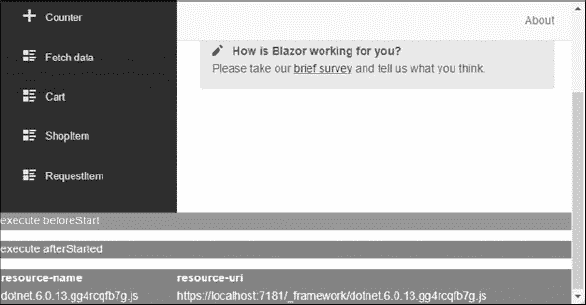 Counter
About
How is Blazor working for you?
Fetch data
Please take our brief survey and tell us what you think.
Cart
ShopItem
RequestItem
execute beforeStart
execute afterStarted
resource-name resource-uri
dotnet.6.0.13.gg4rcqfb7g.js https://localhost:7181/_framework/dotnet.6.0.13.gg4rcqfb7g.js